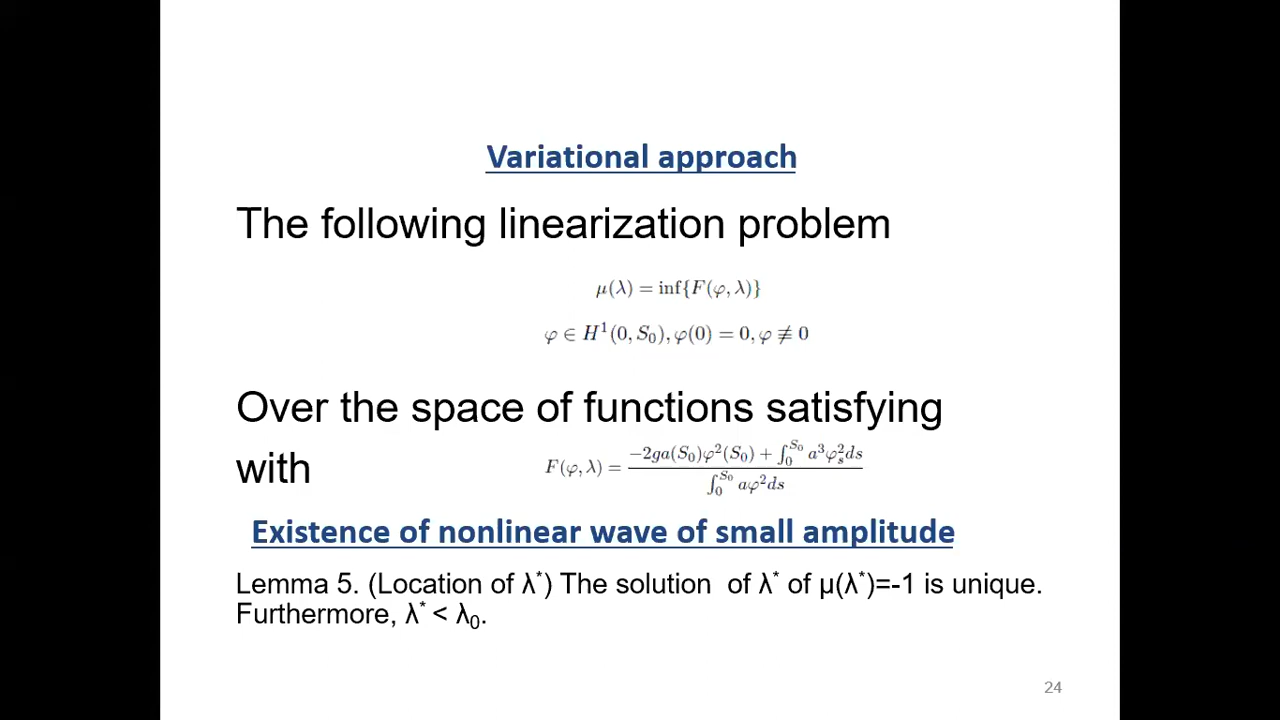 Variational approach
The following linearization problem
μ(λ) = inf{F(φ, λ)}
φ ∈ H¹(0, S₀), φ(0) = 0, φ ≢ 0
Over the space of functions satisfying
with
F(φ, λ) = \frac{-2ga(S₀)φ²(S₀) + ∫₀^{S₀} a³φ_s² ds}{∫₀^{S₀} aφ² ds}
Existence of nonlinear wave of small amplitude
Lemma 5. (Location of λ*) The solution of λ* of μ(λ*)=-1 is unique.
Furthermore, λ* < λ₀.
24